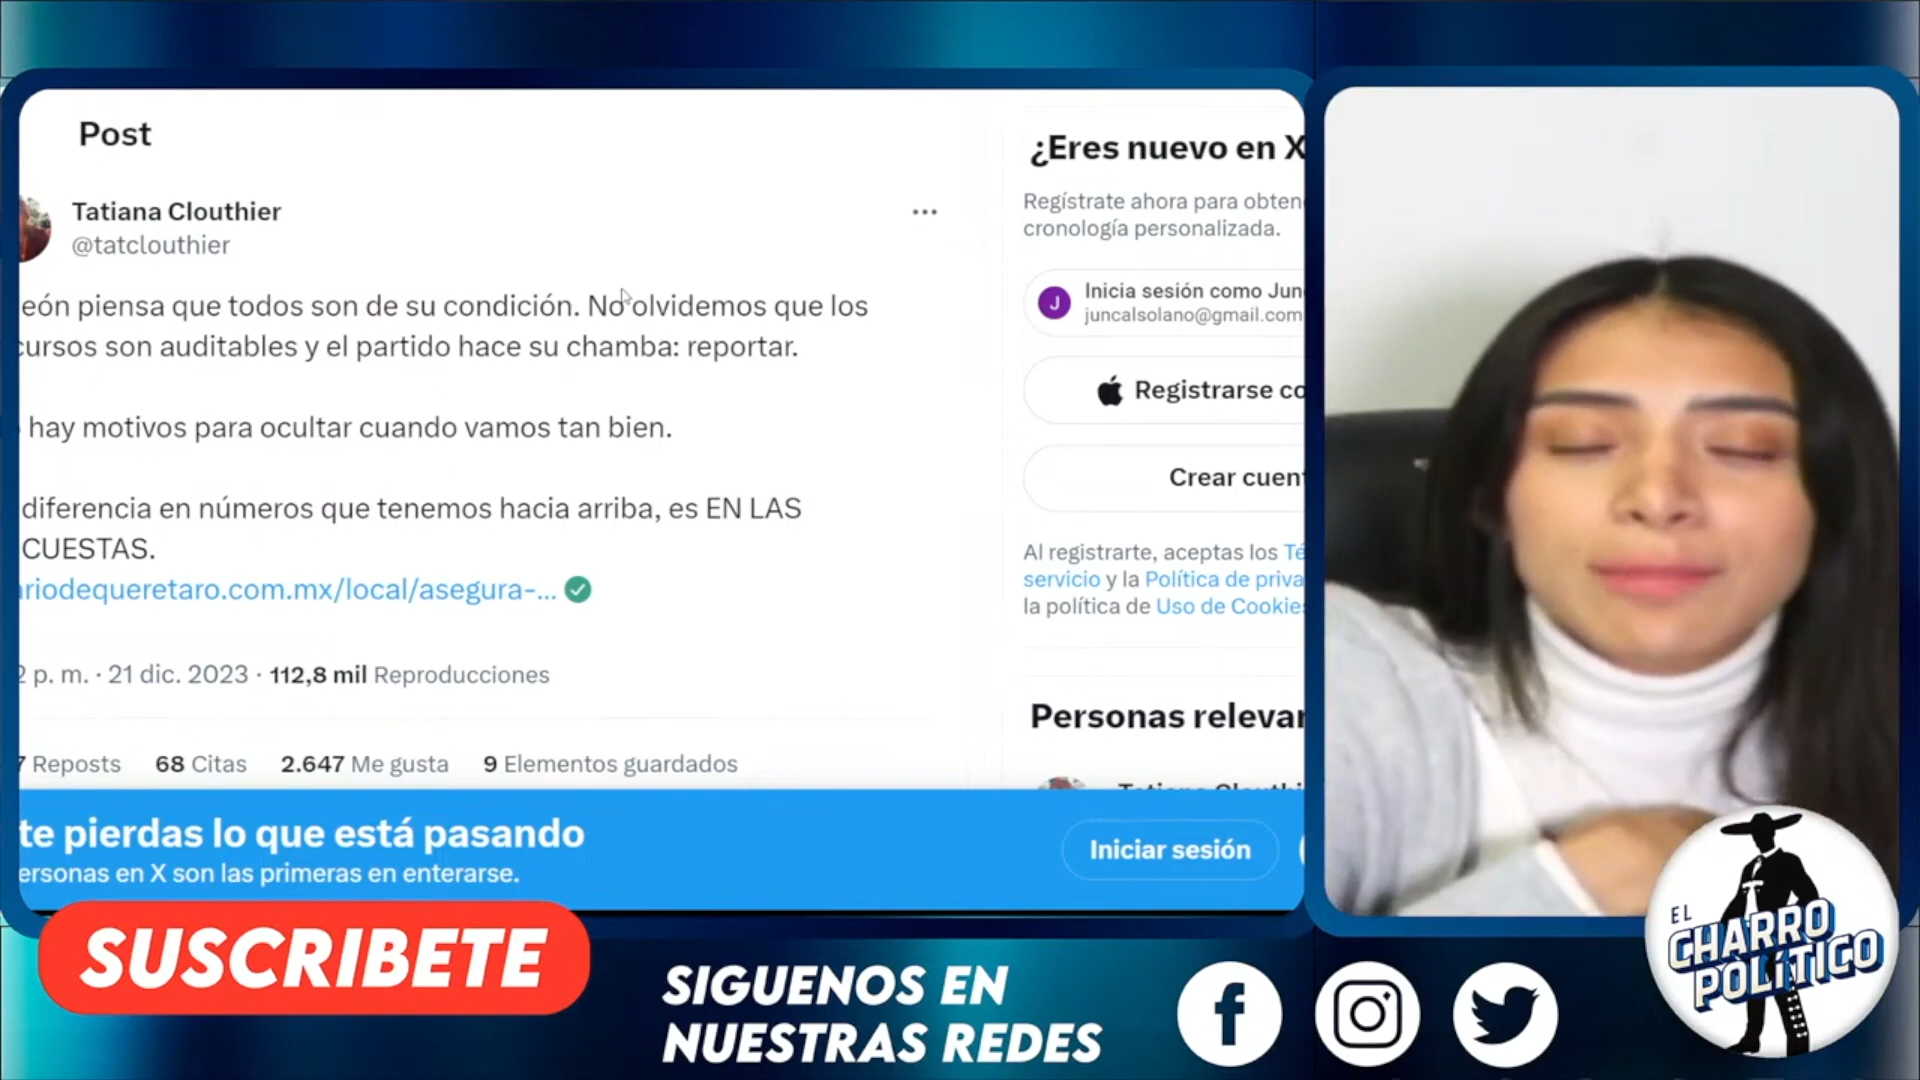 Post
Tatiana Clouthier
@tatclouthier
eón piensa que todos son de su condición. No olvidemos que los
cursos son auditables y el partido hace su chamba: reportar.
hay motivos para ocultar cuando vamos tan bien.
diferencia en números que tenemos hacia arriba, es EN LAS
CUESTAS.
ariodequeretaro.com.mx/local/asegura-...
2 p. m. · 21 dic. 2023 · 112,8 mil Reproducciones
7 Reposts 68 Citas 2.647 Me gusta 9 Elementos guardados
te pierdas lo que está pasando
ersonas en X son las primeras en enterarse.
Iniciar sesión
¿Eres nuevo en X
Regístrate ahora para obten
cronología personalizada.
J
Inicia sesión como Jun
juncalsolano@gmail.com
Registrarse co
Crear cuent
Al registrarte, aceptas los Té
servicio y la Política de priva
la política de Uso de Cookies
Personas relevan
SUSCRIBETE
SIGUENOS EN
NUESTRAS REDES
EL
CHARRO
POLÍTICO